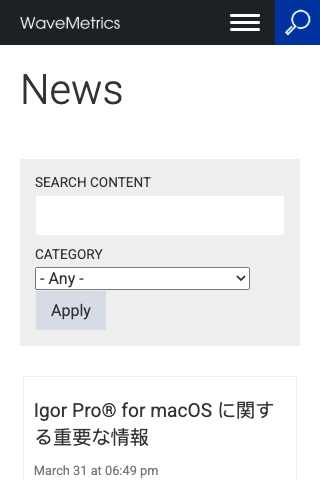 WaveMetrics
News
SEARCH CONTENT
CATEGORY
- Any -
Apply
Igor Pro® for macOS に関す
る重要な情報
March 31 at 06:49 pm